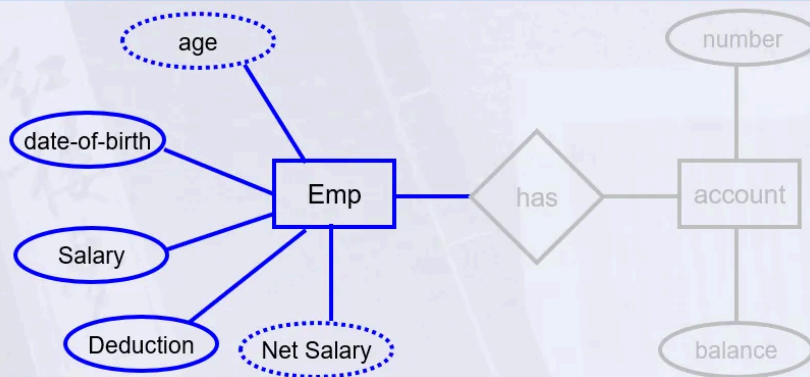 age
number
date-of-birth
Emp
has
account
Salary
Deduction
Net Salary
balance